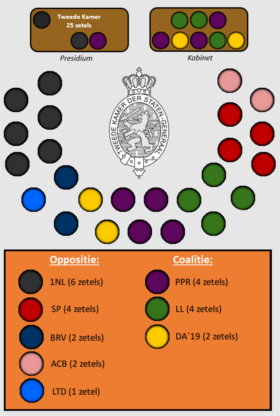 Tweede Kamer
25 zetels
Presidium
Kabinet
TWEEDE KAMER DER STATEN-GENERAAL
Oppositie:
1NL (6 zetels)
SP (4 zetels)
BRV (2 zetels)
ACB (2 zetels)
LTD (1 zetel)
Coalitie:
PPR (4 zetels)
LL (4 zetels)
DA´19 (2 zetels)